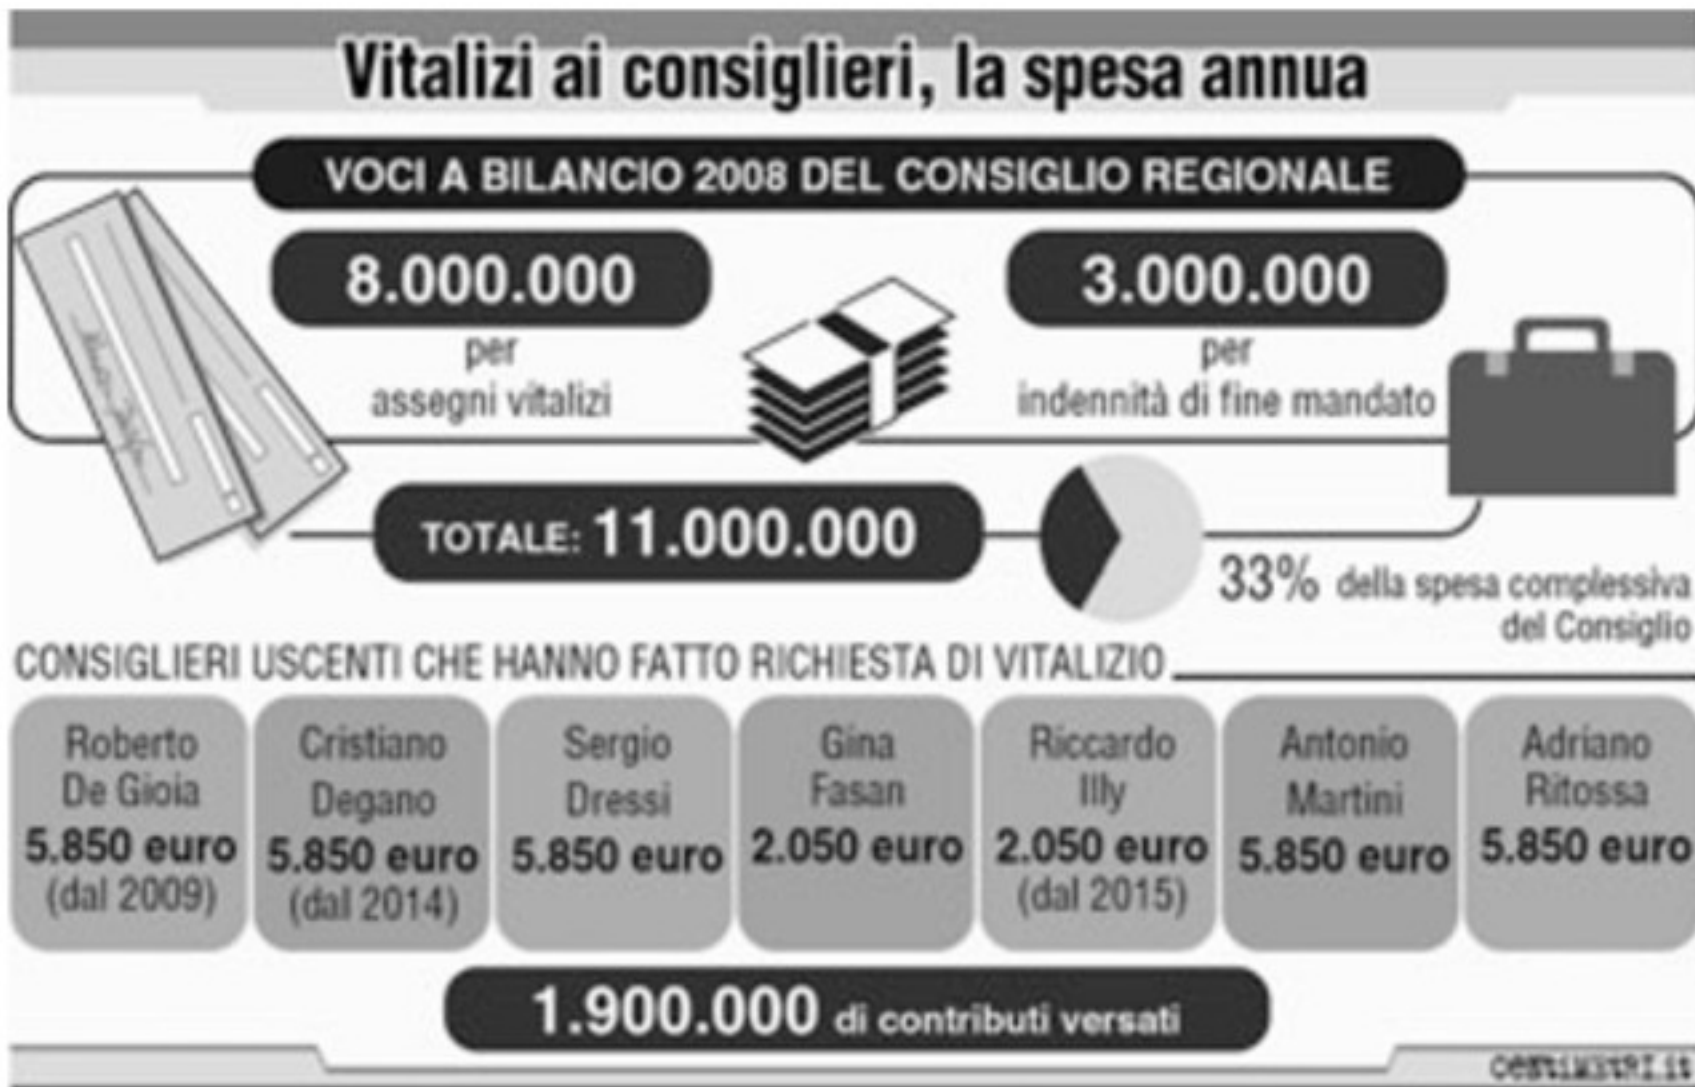 Vitalizi ai consiglieri, la spesa annua
VOCI A BILANCIO 2008 DEL CONSIGLIO REGIONALE
8.000.000
per
assegni vitalizi
3.000.000
per
indennità di fine mandato
TOTALE: 11.000.000
33% della spesa complessiva
del Consiglio
CONSIGLIERI USCENTI CHE HANNO FATTO RICHIESTA DI VITALIZIO
Roberto
De Gioia
5.850 euro
(dal 2009)
Cristiano
Degano
5.850 euro
(dal 2014)
Sergio
Dressi
5.850 euro
Gina
Fasan
2.050 euro
Riccardo
Illy
2.050 euro
(dal 2015)
Antonio
Martini
5.850 euro
Adriano
Ritossa
5.850 euro
1.900.000 di contributi versati
CENTIMETRI.it